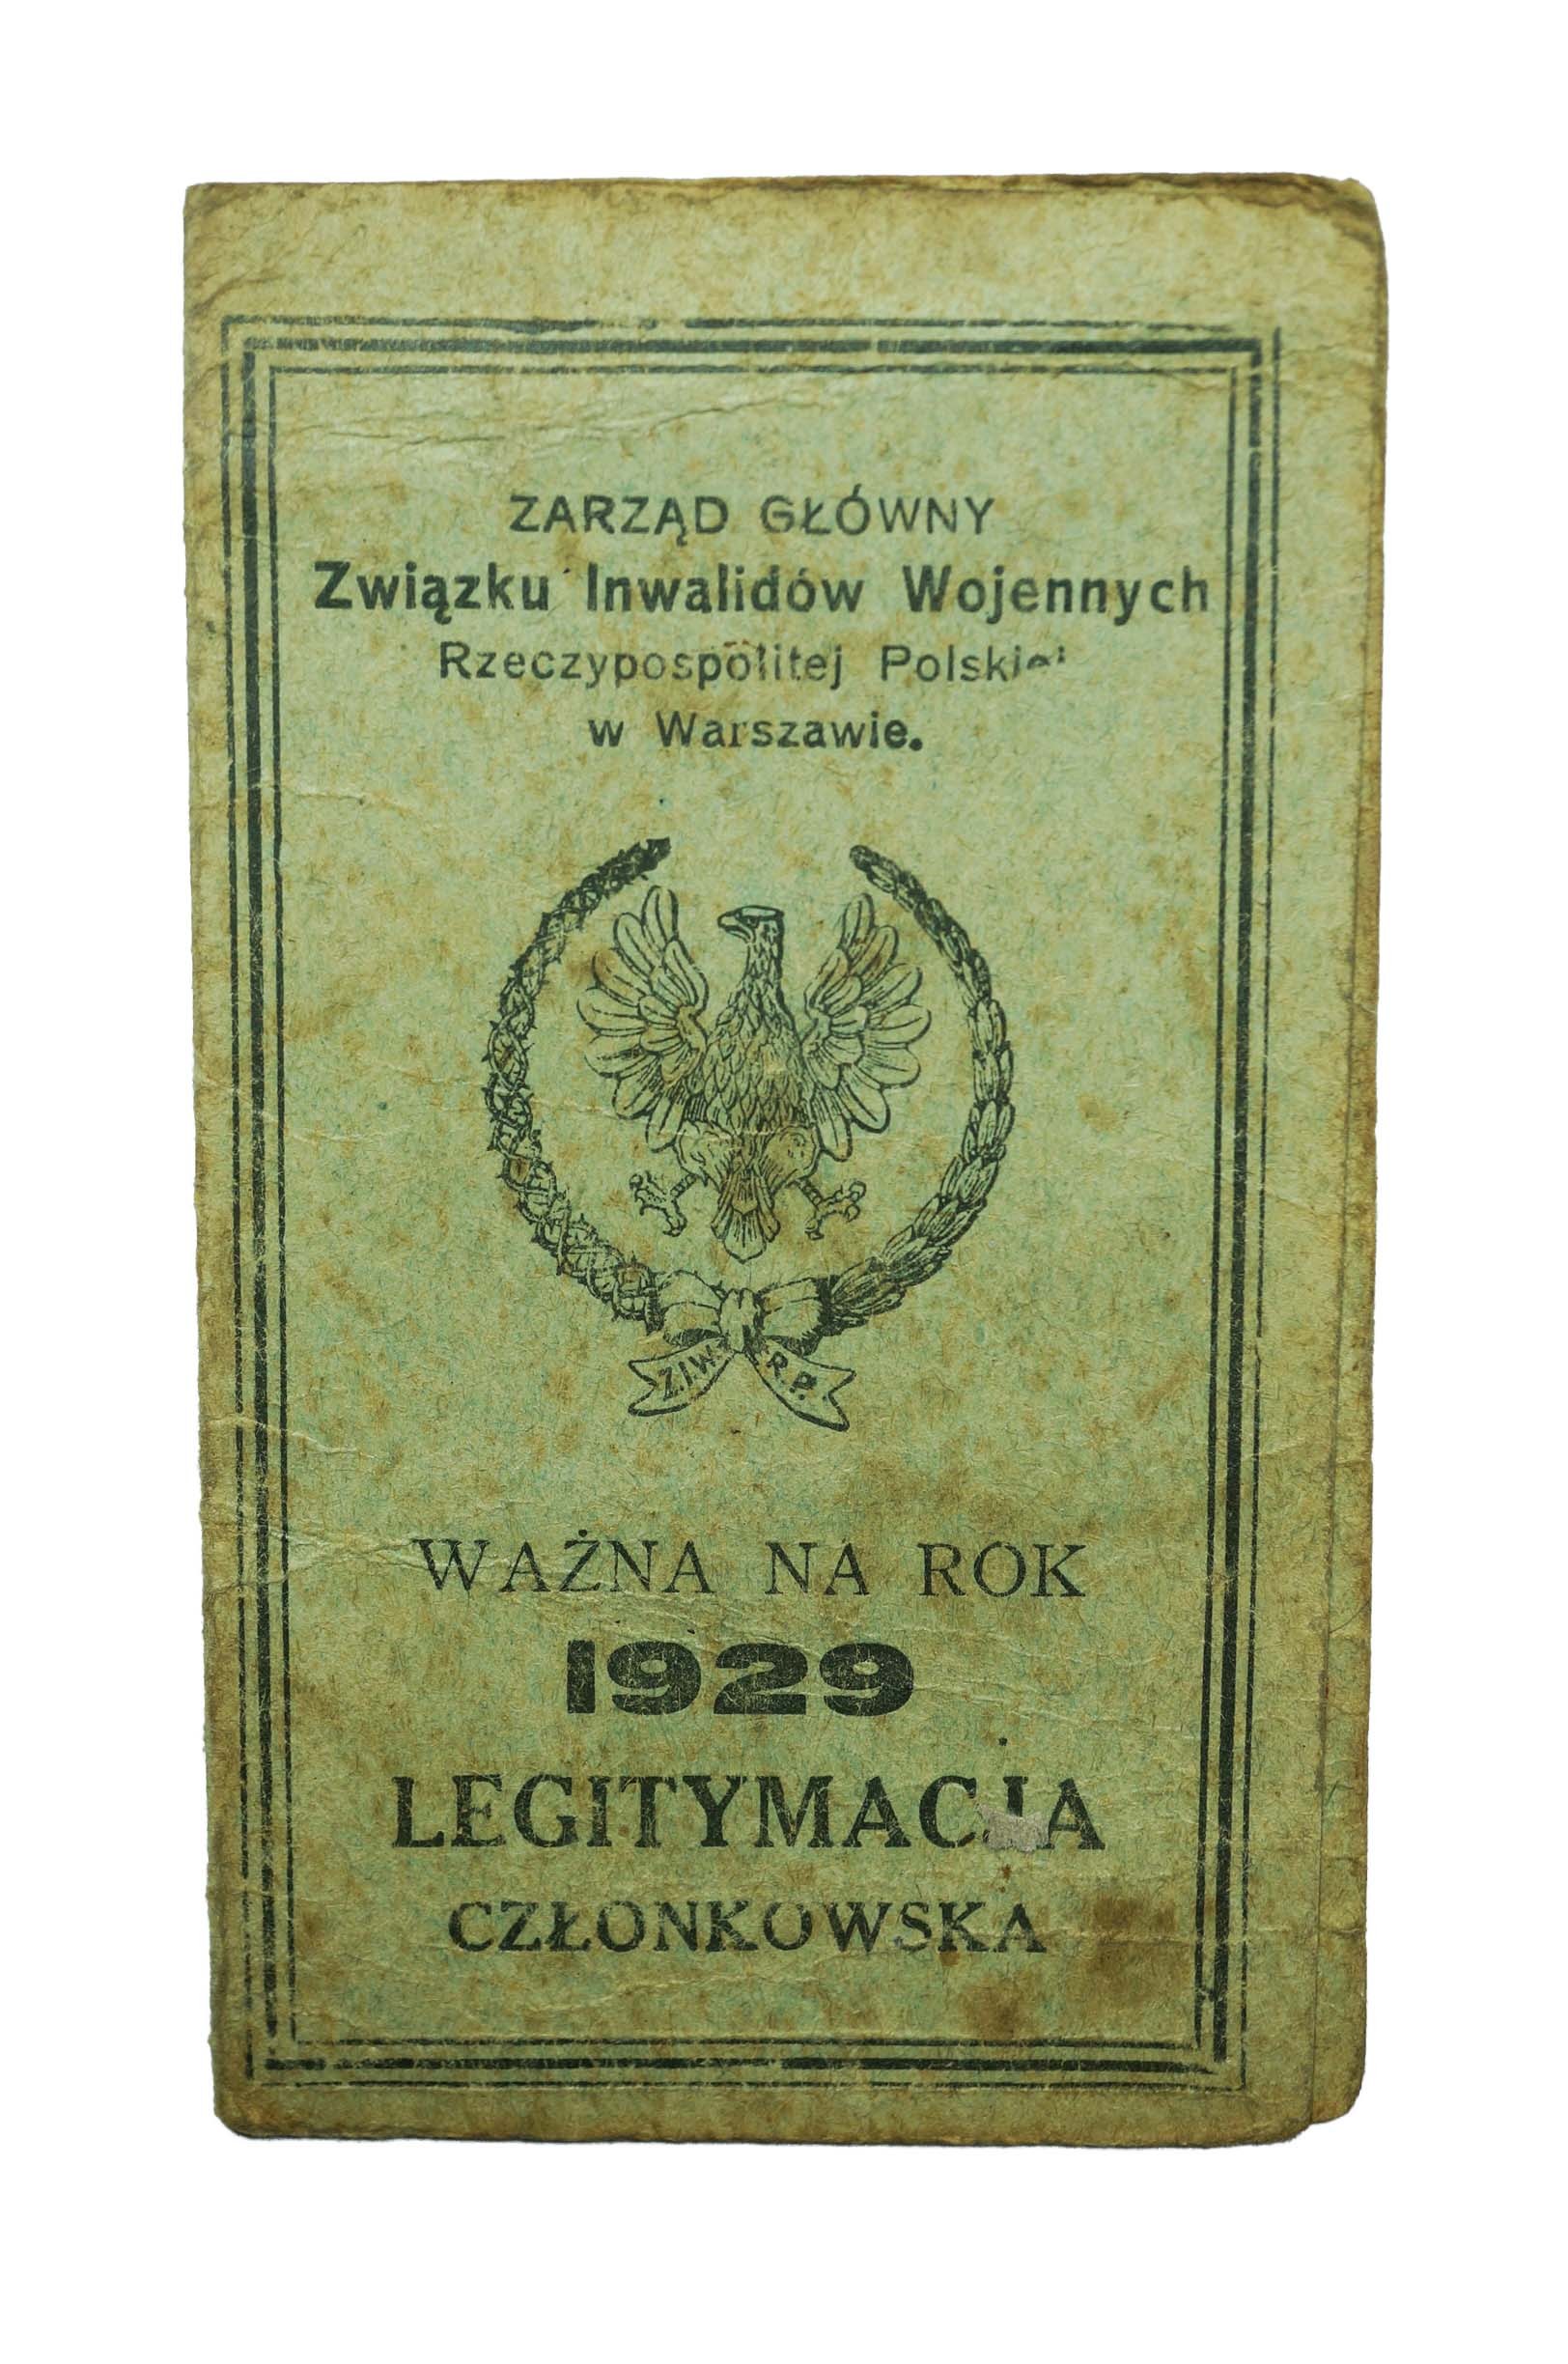 ZARZĄD GŁÓWNY
Związku Inwalidów Wojennych
Rzeczypospolitej Polskiej
w Warszawie.
Z.I.W. R.P.
WAŻNA NA ROK
1929
LEGITYMACJA
CZŁONKOWSKA